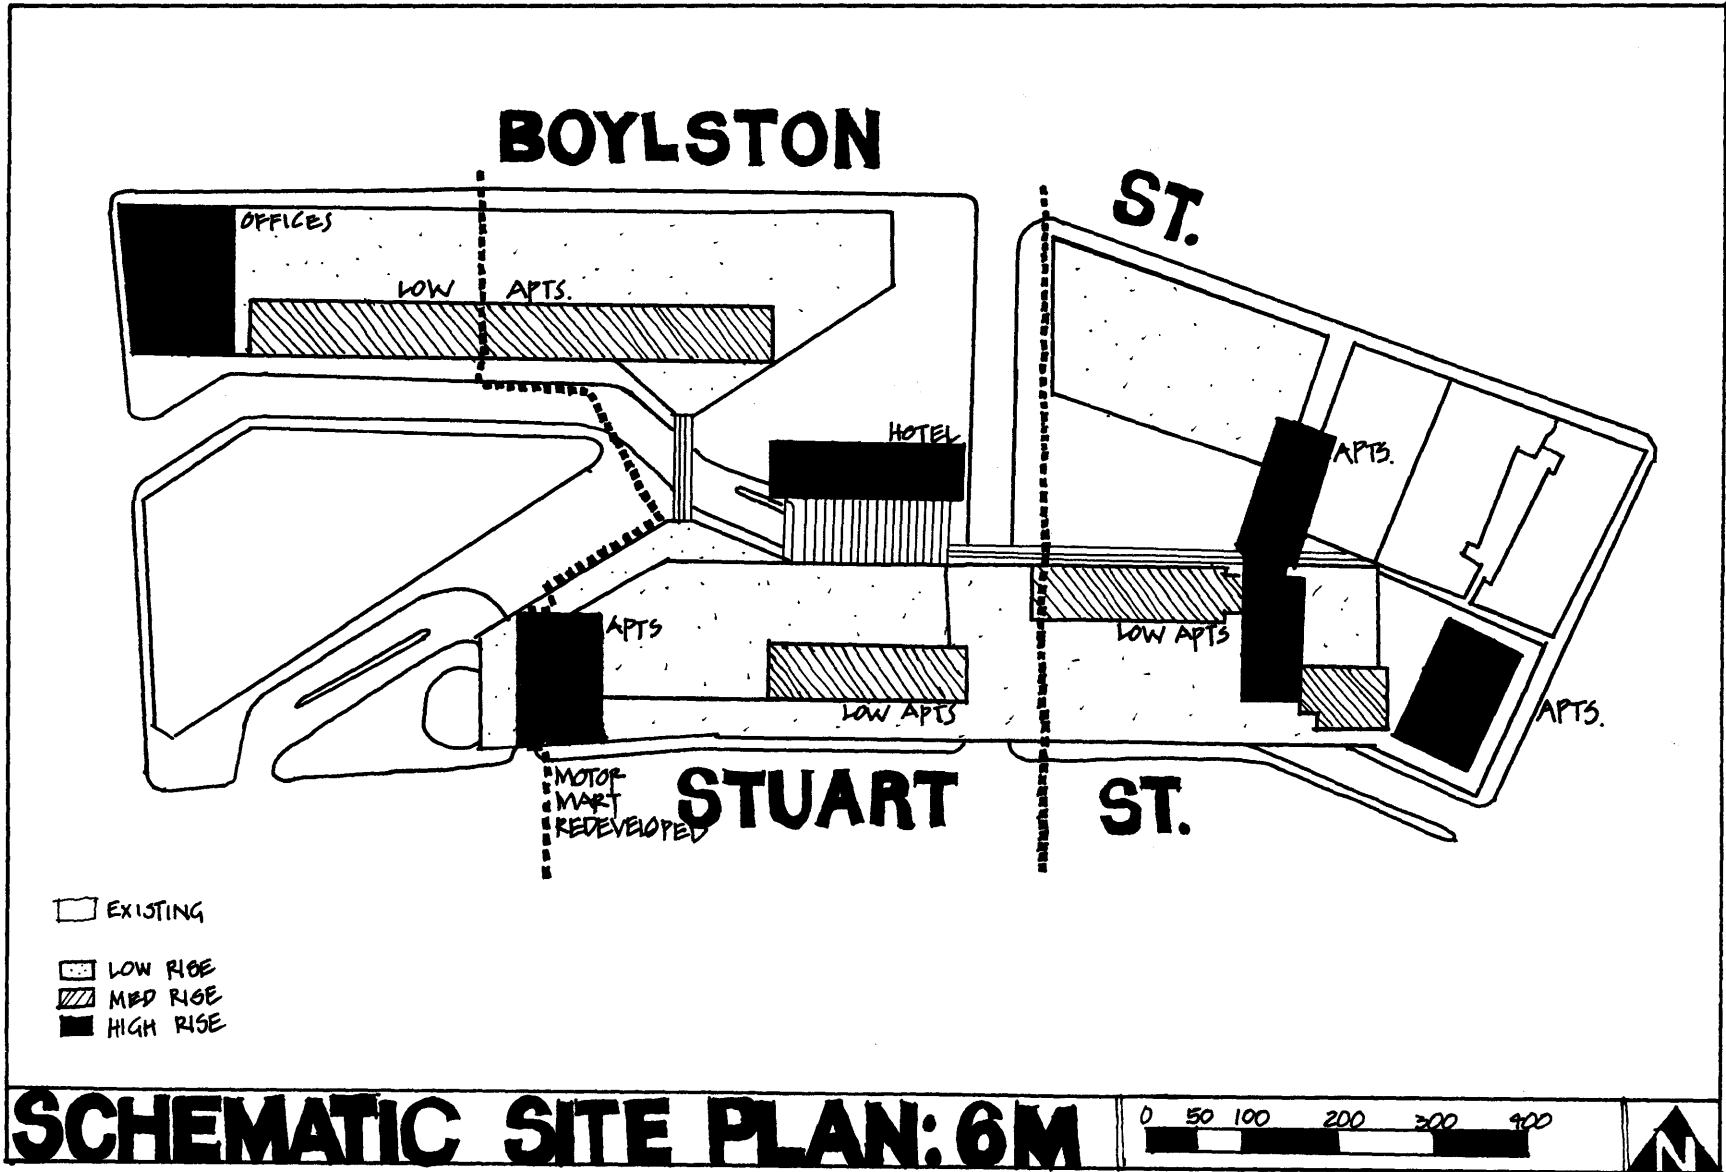 BOYLSTON
ST.
OFFICES
LOW APTS.
HOTEL
APTS.
APTS
LOW APTS
LOW APTS
APTS.
MOTOR
MART
REDEVELOPED
STUART
ST.
EXISTING
LOW RISE
MED RISE
HIGH RISE
SCHEMATIC SITE PLAN: 6M
0 50 100 200 300 400
N